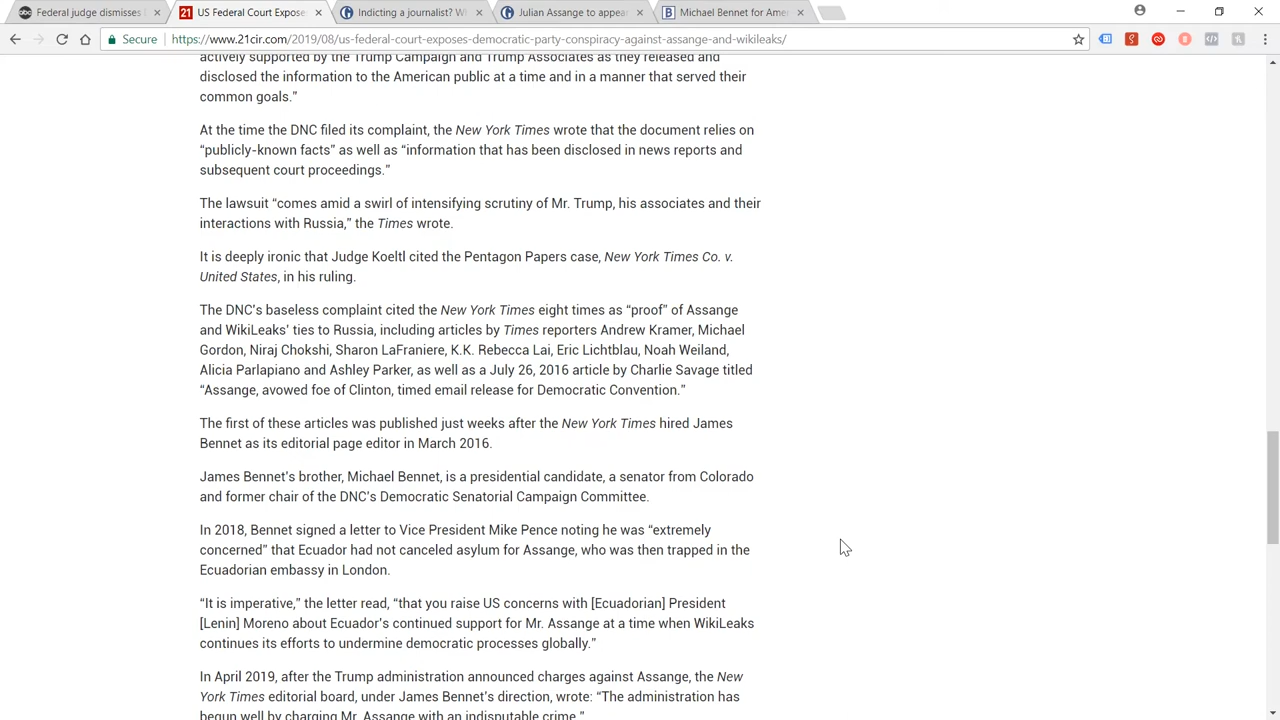 Federal judge dismisses
21 US Federal Court Expose
Indicting a journalist? W
Julian Assange to appear
B Michael Bennet for Amer
Secure https://www.21cir.com/2019/08/us-federal-court-exposes-democratic-party-conspiracy-against-assange-and-wikileaks/
actively supported by the Trump Campaign and Trump Associates as they released and
disclosed the information to the American public at a time and in a manner that served their
common goals.”
At the time the DNC filed its complaint, the New York Times wrote that the document relies on
“publicly-known facts” as well as “information that has been disclosed in news reports and
subsequent court proceedings.”
The lawsuit “comes amid a swirl of intensifying scrutiny of Mr. Trump, his associates and their
interactions with Russia,” the Times wrote.
It is deeply ironic that Judge Koeltl cited the Pentagon Papers case, New York Times Co. v.
United States, in his ruling.
The DNC’s baseless complaint cited the New York Times eight times as “proof” of Assange
and WikiLeaks’ ties to Russia, including articles by Times reporters Andrew Kramer, Michael
Gordon, Niraj Chokshi, Sharon LaFraniere, K.K. Rebecca Lai, Eric Lichtblau, Noah Weiland,
Alicia Parlapiano and Ashley Parker, as well as a July 26, 2016 article by Charlie Savage titled
“Assange, avowed foe of Clinton, timed email release for Democratic Convention.”
The first of these articles was published just weeks after the New York Times hired James
Bennet as its editorial page editor in March 2016.
James Bennet’s brother, Michael Bennet, is a presidential candidate, a senator from Colorado
and former chair of the DNC’s Democratic Senatorial Campaign Committee.
In 2018, Bennet signed a letter to Vice President Mike Pence noting he was “extremely
concerned” that Ecuador had not canceled asylum for Assange, who was then trapped in the
Ecuadorian embassy in London.
“It is imperative,” the letter read, “that you raise US concerns with [Ecuadorian] President
[Lenin] Moreno about Ecuador’s continued support for Mr. Assange at a time when WikiLeaks
continues its efforts to undermine democratic processes globally.”
In April 2019, after the Trump administration announced charges against Assange, the New
York Times editorial board, under James Bennet’s direction, wrote: “The administration has
begun well by charging Mr. Assange with an indisputable crime.”